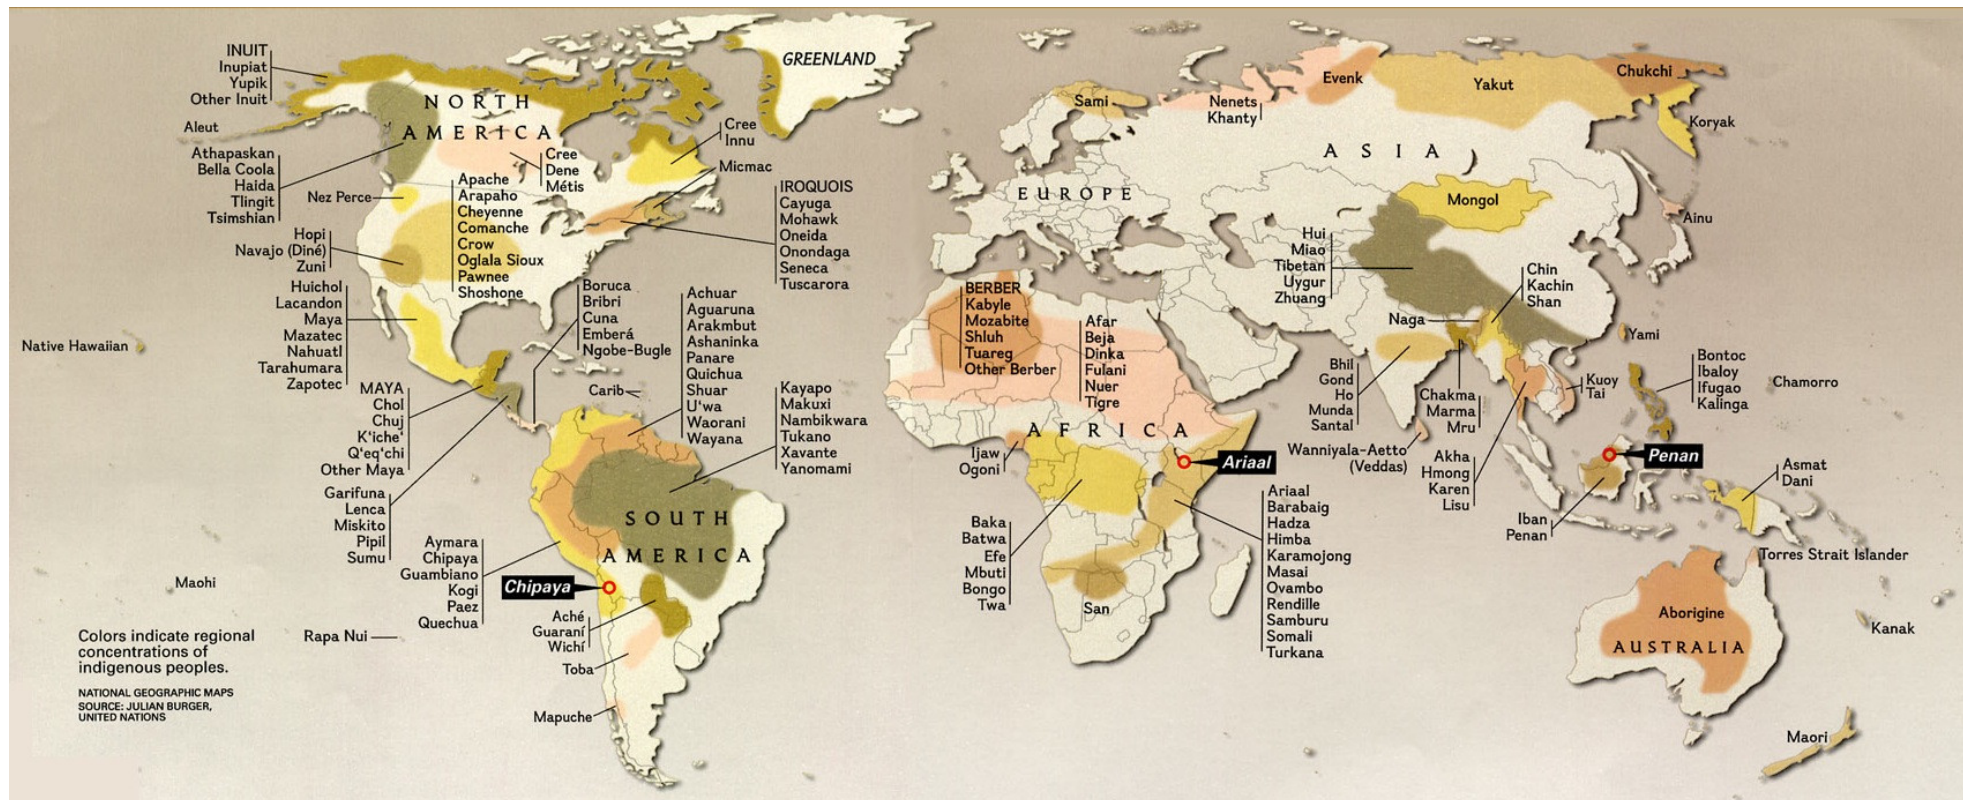 INUIT
Inupiat
Yupik
Other Inuit
Aleut
Athapaskan
Bella Coola
Haida
Tlingit
Tsimshian
Nez Perce
Hopi
Navajo (Diné)
Zuni
Huichol
Lacandon
Maya
Mazatec
Nahuatl
Tarahumara
Zapotec
Native Hawaiian
MAYA
Chol
Chuj
K'iche'
Q'eq'chi
Other Maya
Garifuna
Lenca
Miskito
Pipil
Sumu
Maohi
Rapa Nui
Colors indicate regional
concentrations of
indigenous peoples.
NATIONAL GEOGRAPHIC MAPS
SOURCE: JULIAN BURGER,
UNITED NATIONS
GREENLAND
NORTH
AMERICA
Cree
Innu
Micmac
Cree
Dene
Métis
Apache
Arapaho
Cheyenne
Comanche
Crow
Oglala Sioux
Pawnee
Shoshone
IROQUOIS
Cayuga
Mohawk
Oneida
Onondaga
Seneca
Tuscarora
Boruca
Bribri
Cuna
Emberá
Ngobe-Bugle
Carib
Achuar
Aguaruna
Arakmbut
Ashaninka
Panare
Quichua
Shuar
U'wa
Waorani
Wayana
Kayapo
Makuxi
Nambikwara
Tukano
Xavante
Yanomami
SOUTH
AMERICA
Aymara
Chipaya
Guambiano
Kogi
Paez
Quechua
Chipaya
Aché
Guaraní
Wichí
Toba
Mapuche
EUROPE
Sami
Nenets
Khanty
Evenk
Yakut
Chukchi
Koryak
ASIA
Mongol
Ainu
Hui
Miao
Tibetan
Uygur
Zhuang
Chin
Kachin
Shan
Naga
Yami
Bhil
Gond
Ho
Munda
Santal
Chakma
Marma
Mru
Wanniyala-Aetto
(Veddas)
Kuoy
Tai
Akha
Hmong
Karen
Lisu
Bontoc
Ibaloy
Ifugao
Kalinga
Chamorro
Penan
Iban
Penan
Asmat
Dani
BERBER
Kabyle
Mozabite
Shluh
Tuareg
Other Berber
Afar
Beja
Dinka
Fulani
Nuer
Tigre
AFRICA
Ijaw
Ogoni
Ariaal
Baka
Batwa
Efe
Mbuti
Bongo
Twa
San
Ariaal
Barabaig
Hadza
Himba
Karamojong
Masai
Ovambo
Rendille
Samburu
Somali
Turkana
Torres Strait Islander
Aborigine
AUSTRALIA
Kanak
Maori